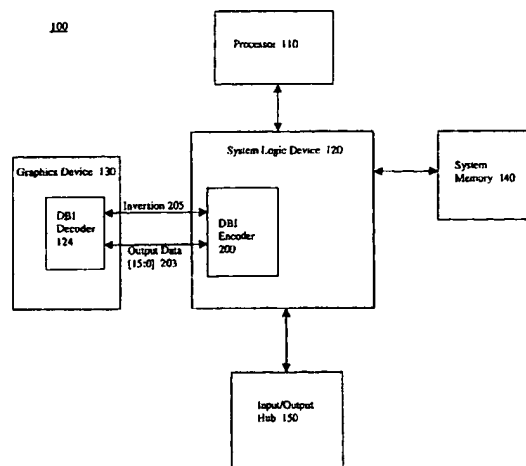 100
Processor 110
System Logic Device 120
System
Memory 140
Graphics Device 130
DBI
Decoder
124
Inversion 205
Output Data
[15:0] 203
DBI
Encoder
200
Input/Output
Hub 150